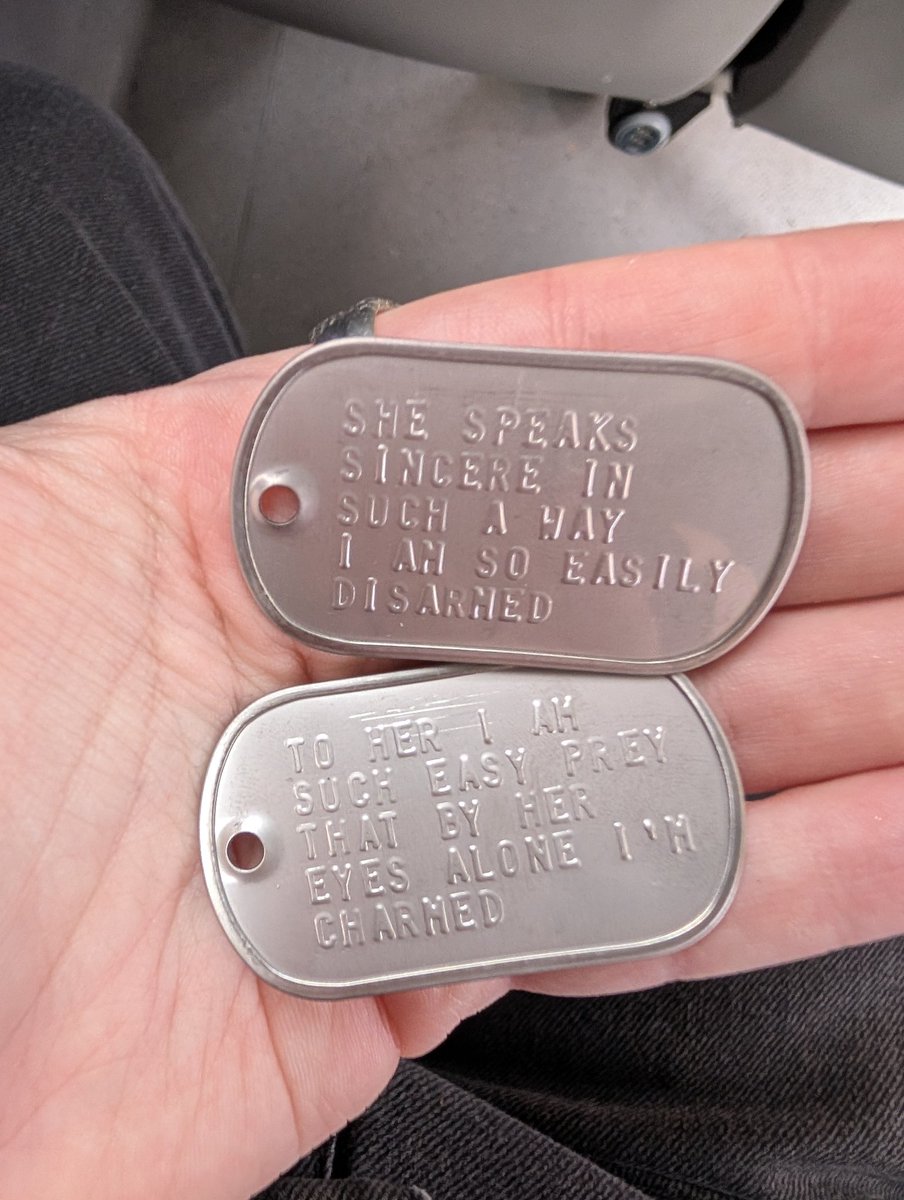 SHE SPEAKS
SINCERE IN
SUCH A WAY
I AM SO EASILY
DISARMED
TO HER I AM
SUCH EASY PREY
THAT BY HER
EYES ALONE I'M
CHARMED